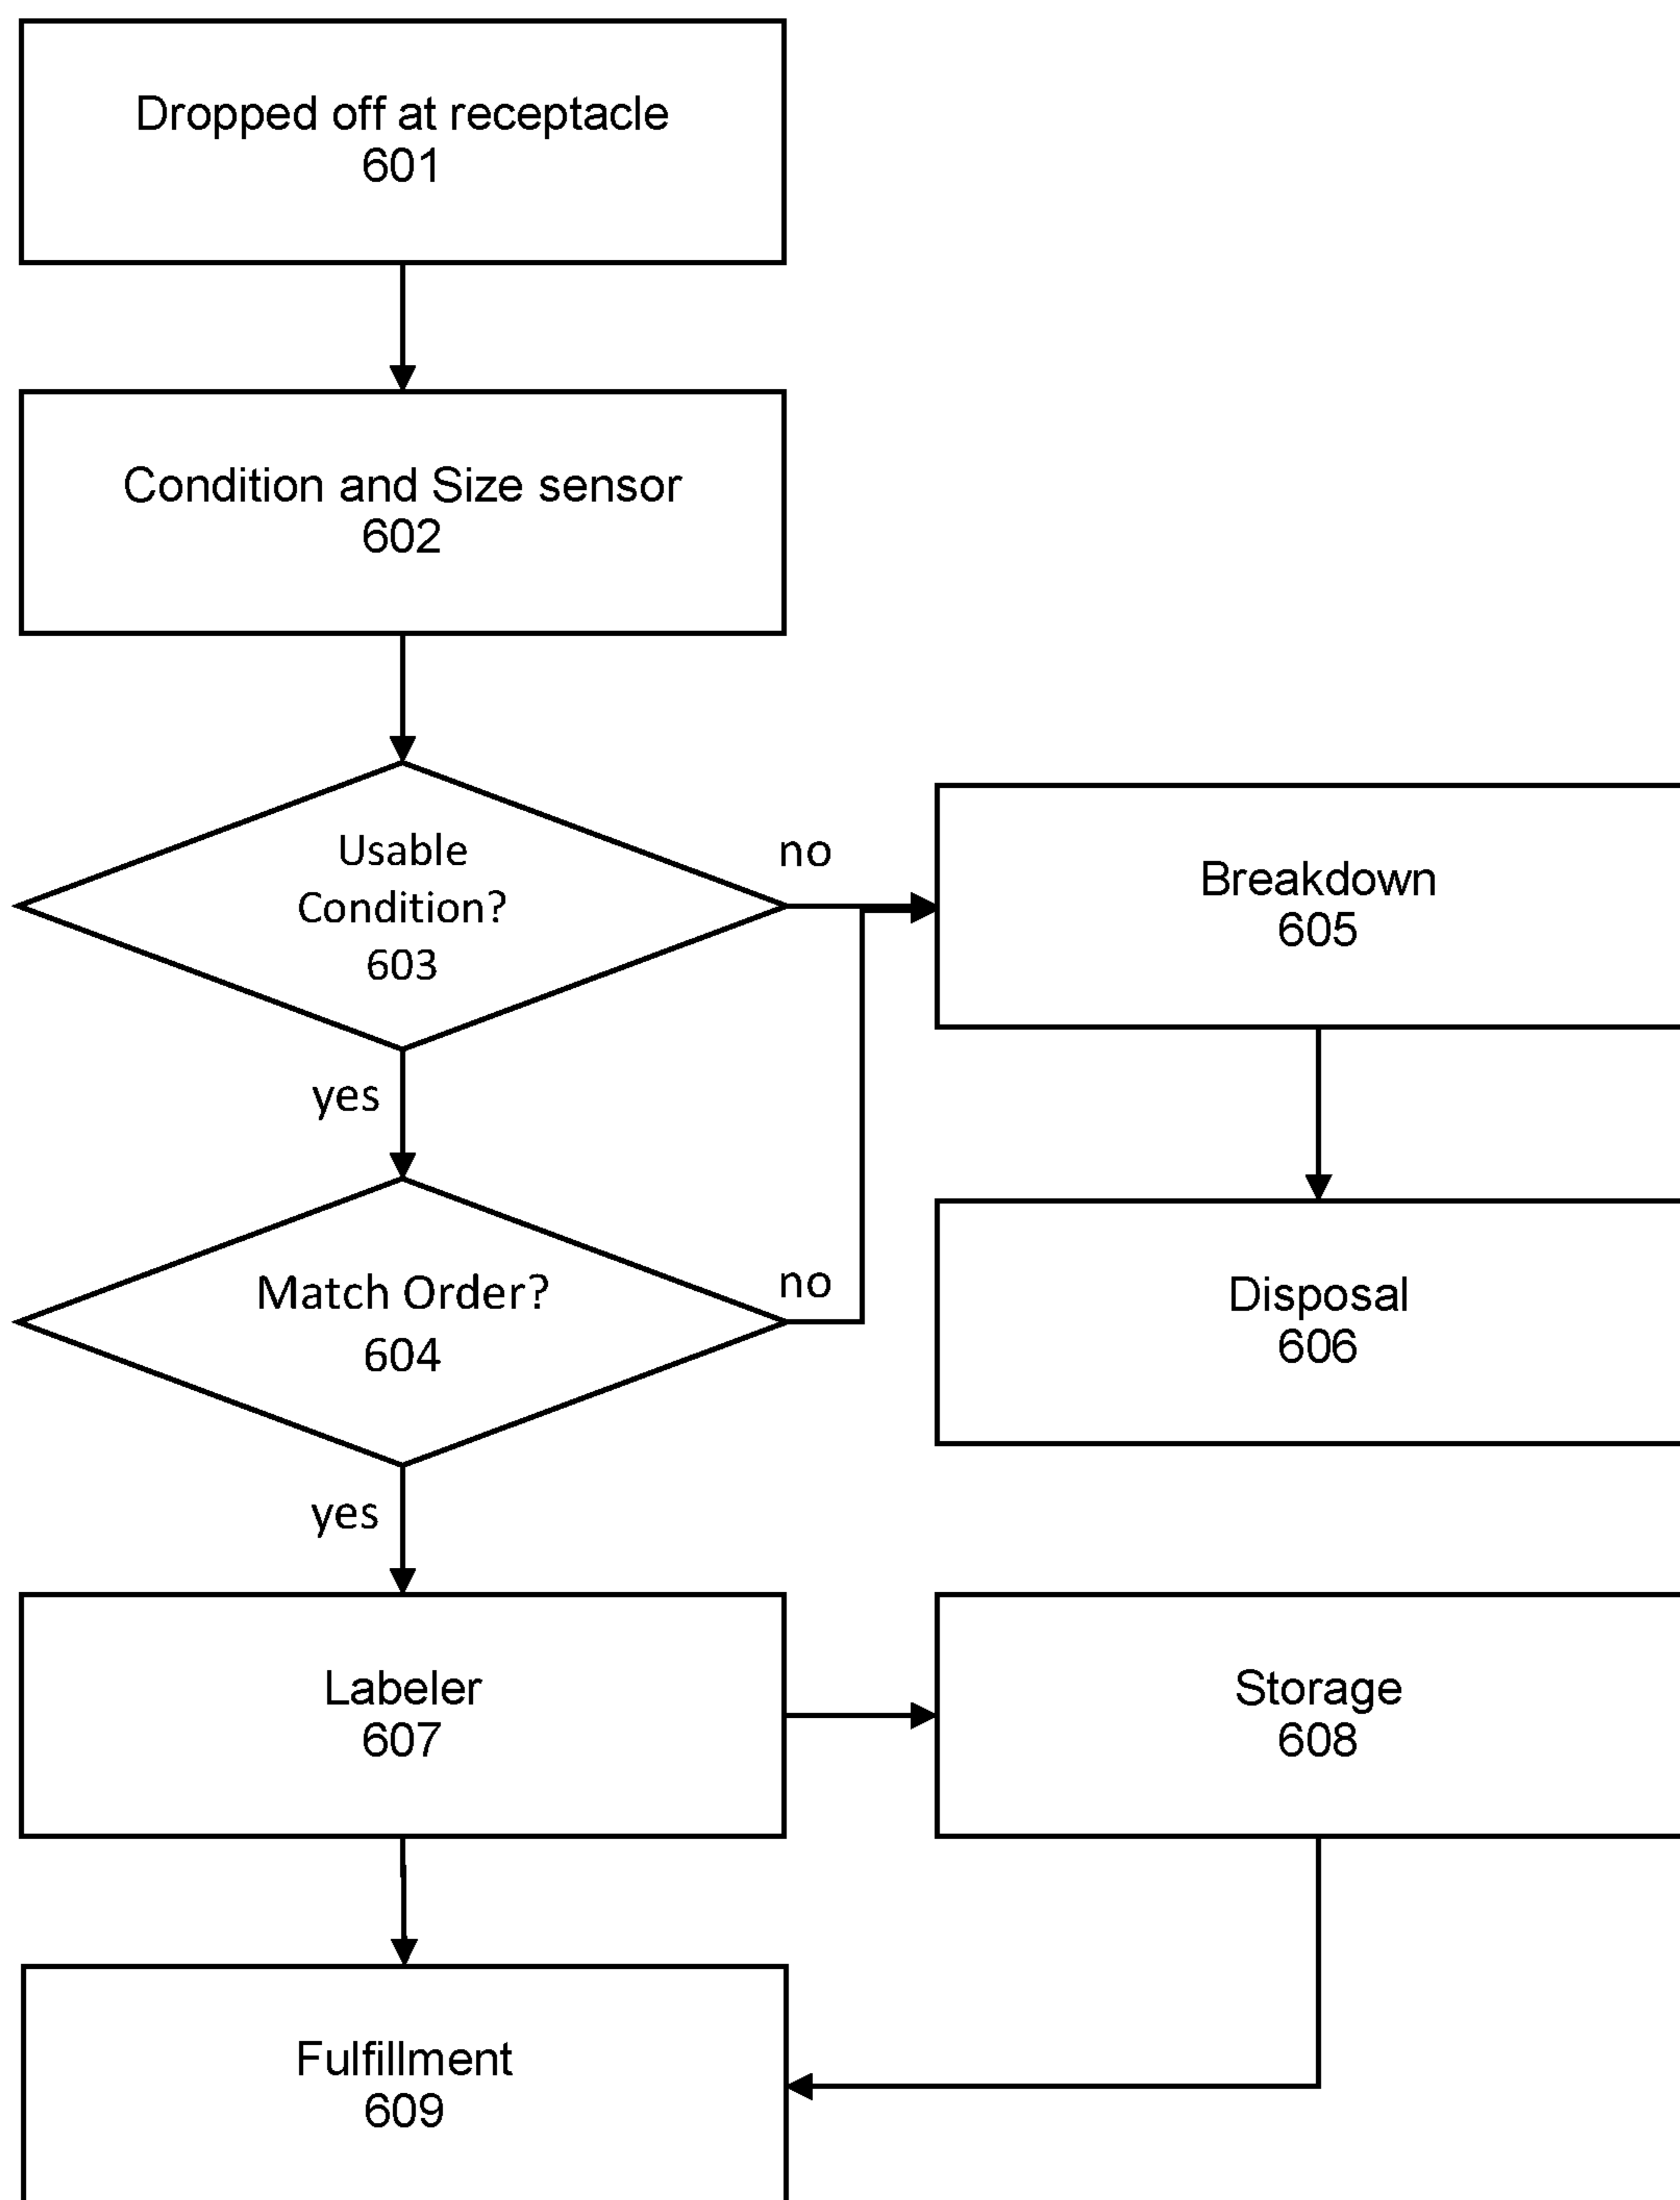 Dropped off at receptacle
601
Condition and Size sensor
602
Usable
Condition?
603
no
Breakdown
605
yes
Match Order?
604
no
Disposal
606
yes
Labeler
607
Storage
608
Fulfillment
609